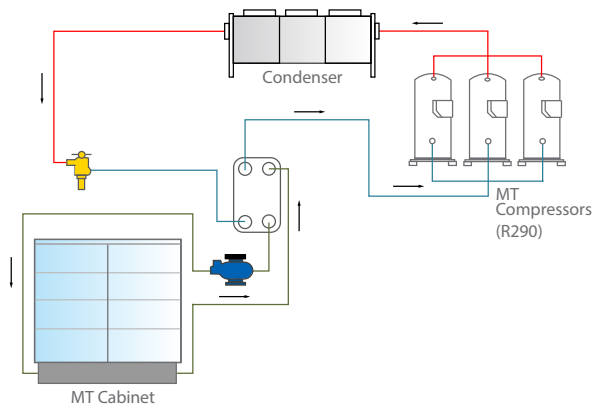 Condenser
MT
Compressors
(R290)
MT Cabinet